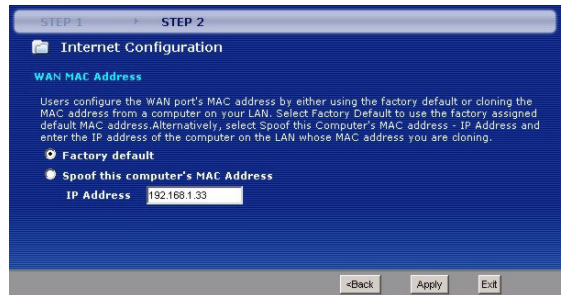 STEP 1 STEP 2
Internet Configuration
WAN MAC Address
Users configure the WAN port's MAC address by either using the factory default or cloning the
MAC address from a computer on your LAN. Select Factory Default to use the factory assigned
default MAC address.Alternatively, select Spoof this Computer's MAC address - IP Address and
enter the IP address of the computer on the LAN whose MAC address you are cloning.
Factory default
Spoof this computer's MAC Address
IP Address 192.168.1.33
<Back Apply Exit